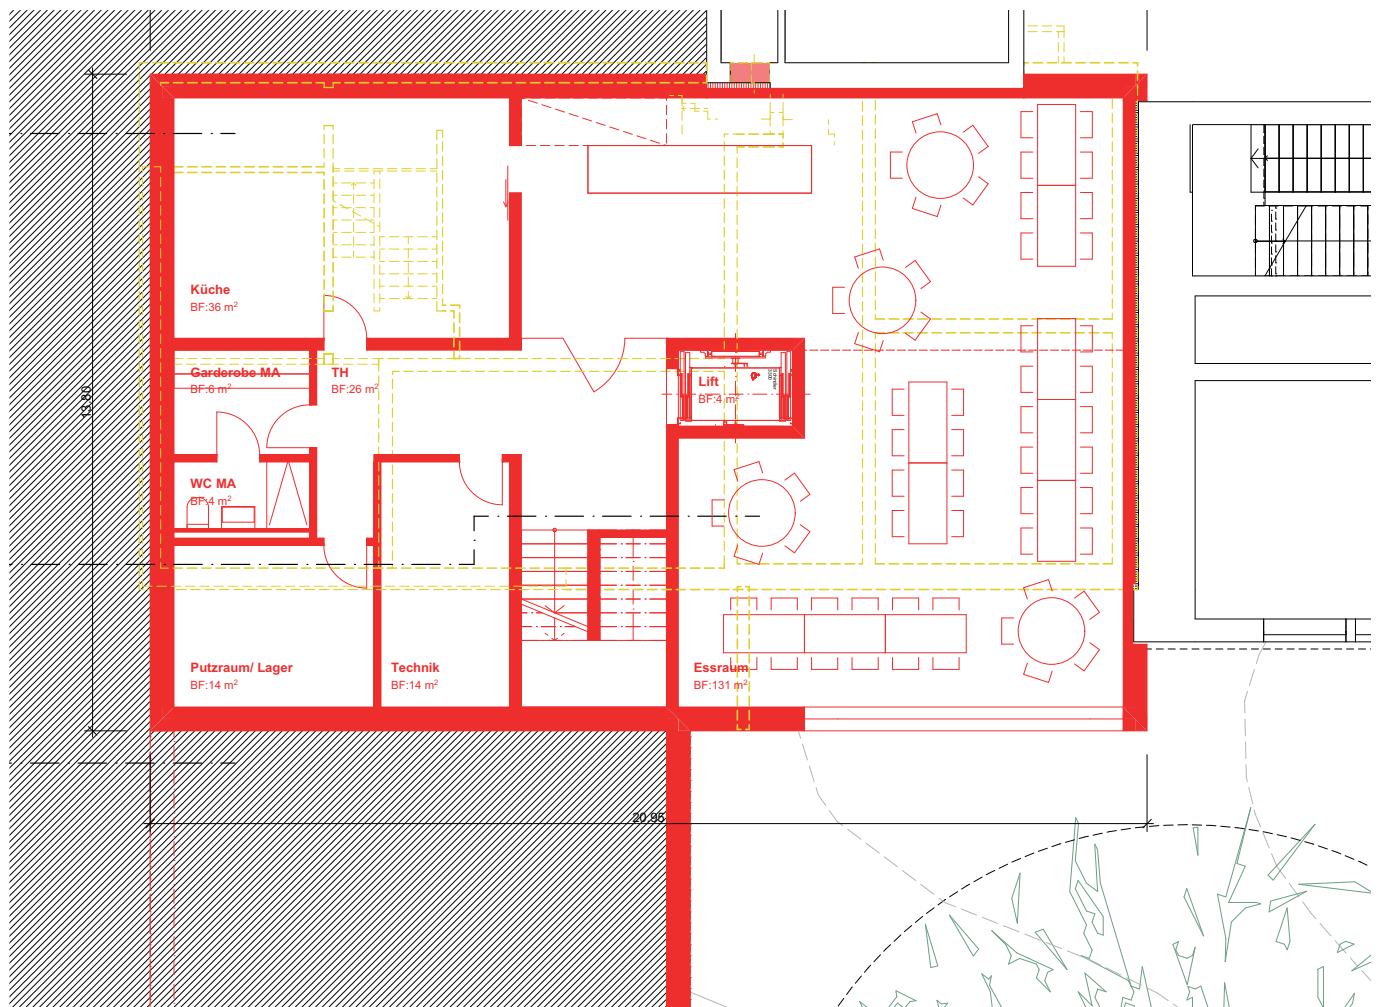 Küche
BF:36 m²
Garderobe MA
BF:6 m²
TH
BF:26 m²
Lift
BF:4 m²
13.80
WC MA
BF:4 m²
Putzraum/ Lager
BF:14 m²
Technik
BF:14 m²
Essraum
BF:131 m²
20.95